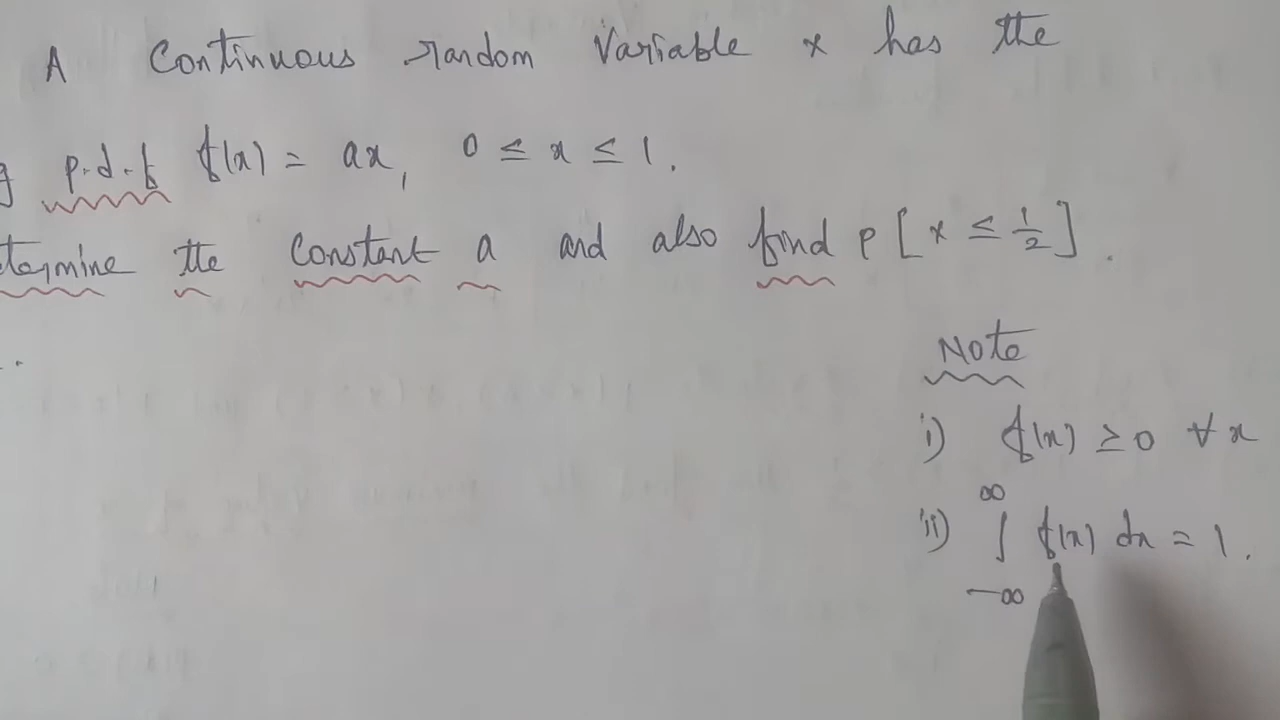 A Continuous random Variable x has the
p.d.f f(x) = ax, 0 ≤ x ≤ 1.
the Constant a and also find p [ x ≤ 1/2 ].
Note
i) f(x) ≥ 0 ∀ x
ii) ∫_{-∞}^{∞} f(x) dx = 1.